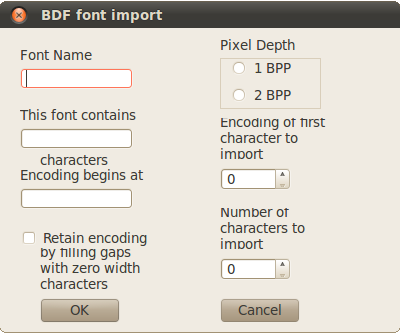 BDF font import
Font Name
This font contains
characters
Encoding begins at
Retain encoding
by filling gaps
with zero width
characters
OK
Pixel Depth
1 BPP
2 BPP
Encoding of first
character to
import
0
Number of
characters to
import
0
Cancel